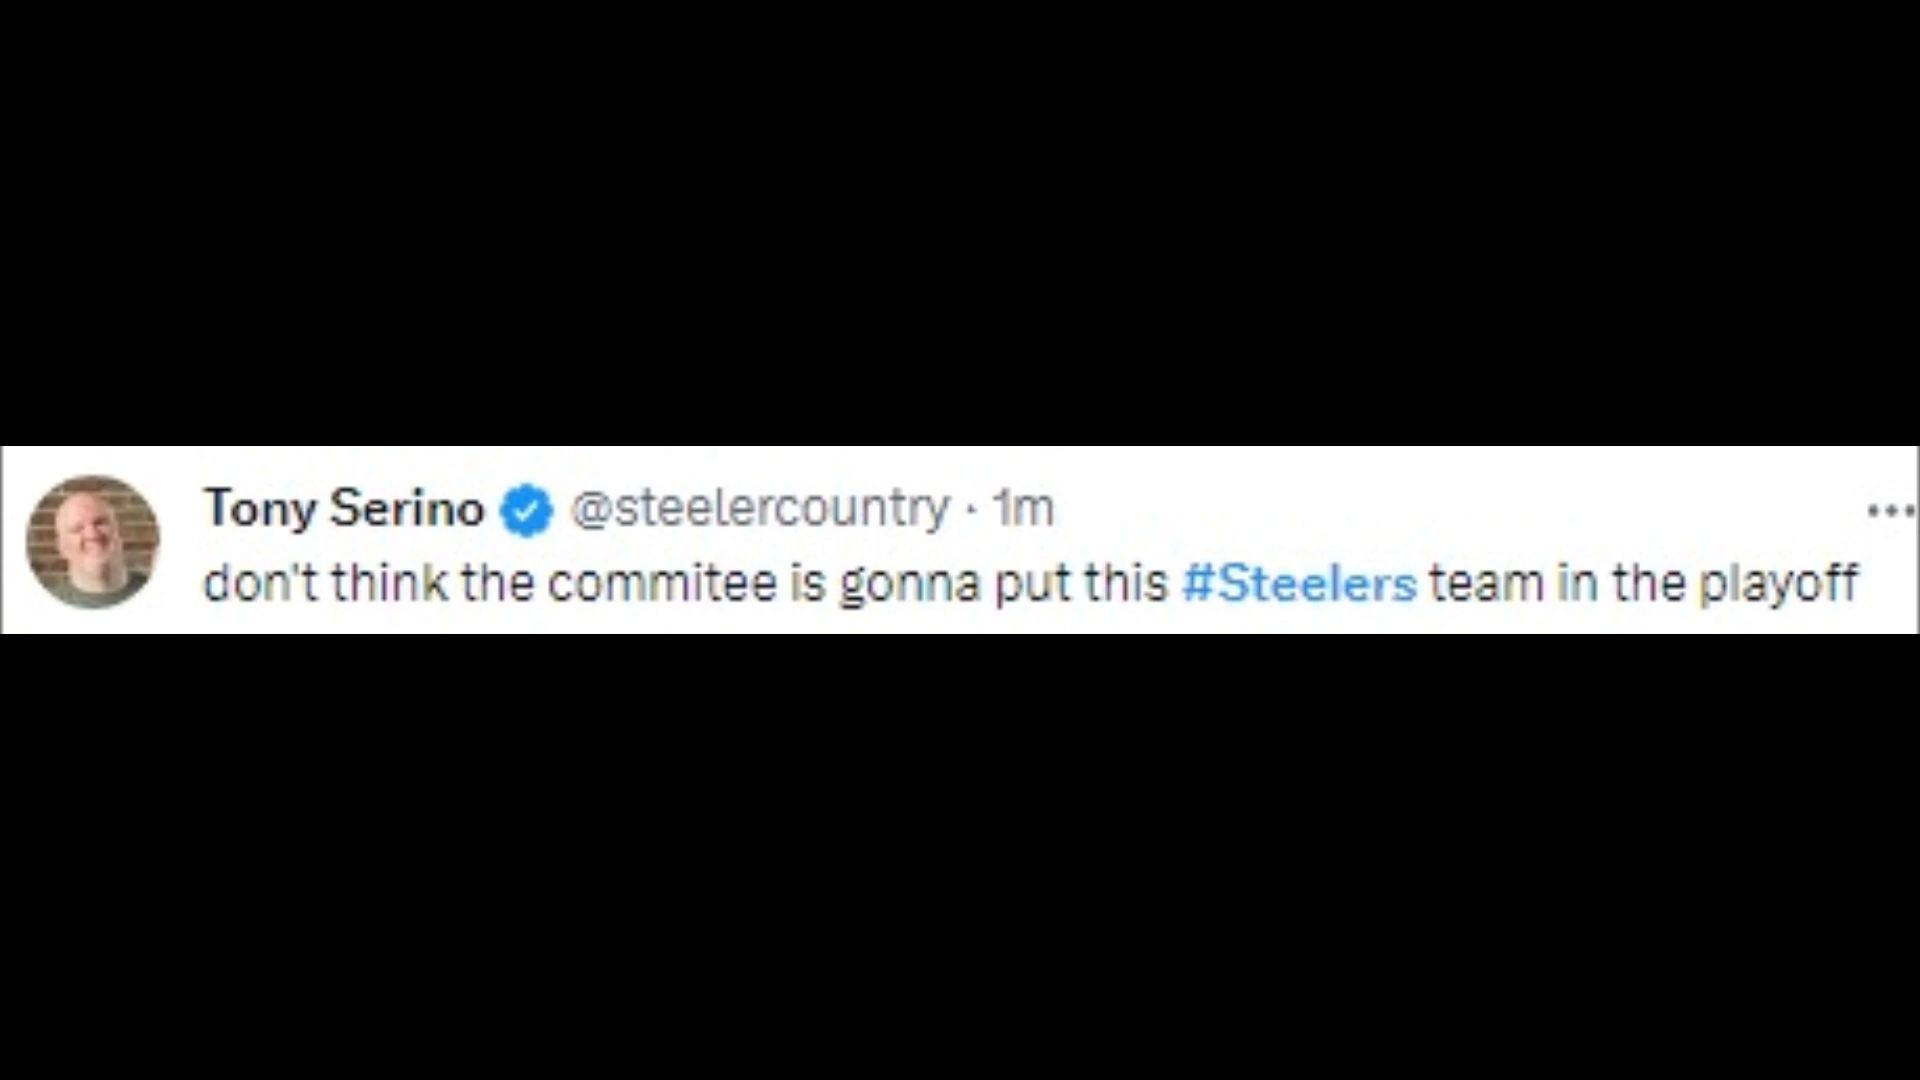 Tony Serino @steelercountry · 1m
don't think the commitee is gonna put this #Steelers team in the playoff